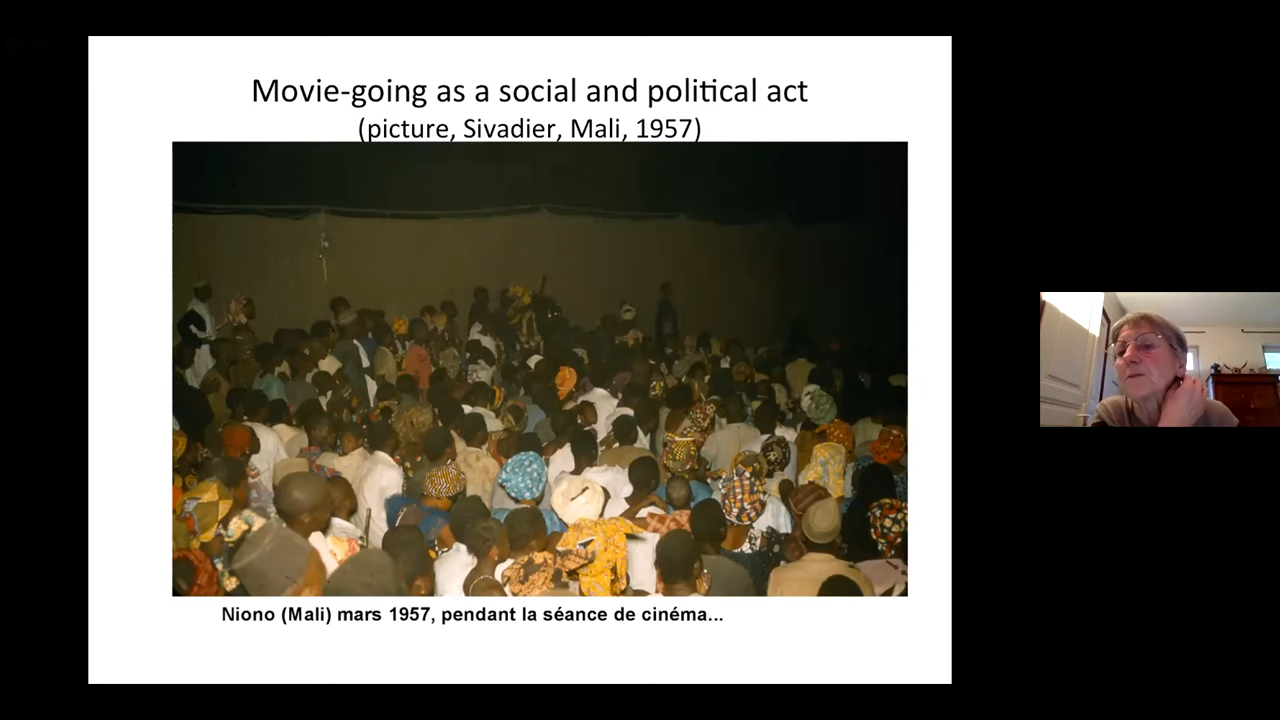 Movie-going as a social and political act
(picture, Sivadier, Mali, 1957)
Niono (Mali) mars 1957, pendant la séance de cinéma...